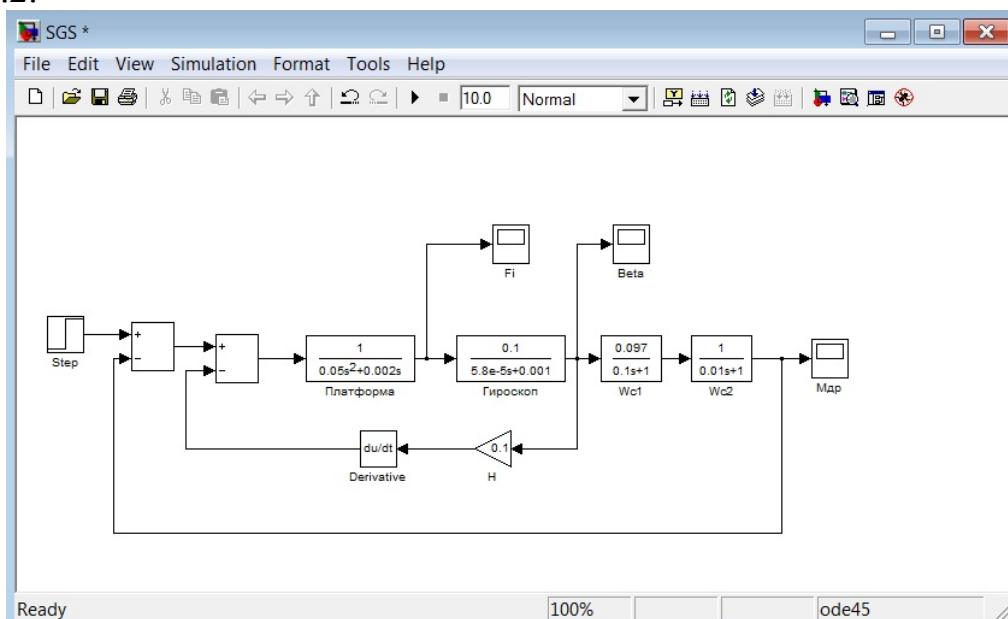 SGS *
File Edit View Simulation Format Tools Help
10.0 Normal
Fi
Beta
Step
+
−
+
−
1
0.05s2+0.002s
Платформа
0.1
5.8e-5s+0.001
Гироскоп
0.097
0.1s+1
Wc1
1
0.01s+1
Wc2
Мдр
du/dt
Derivative
0.1
H
Ready 100% ode45